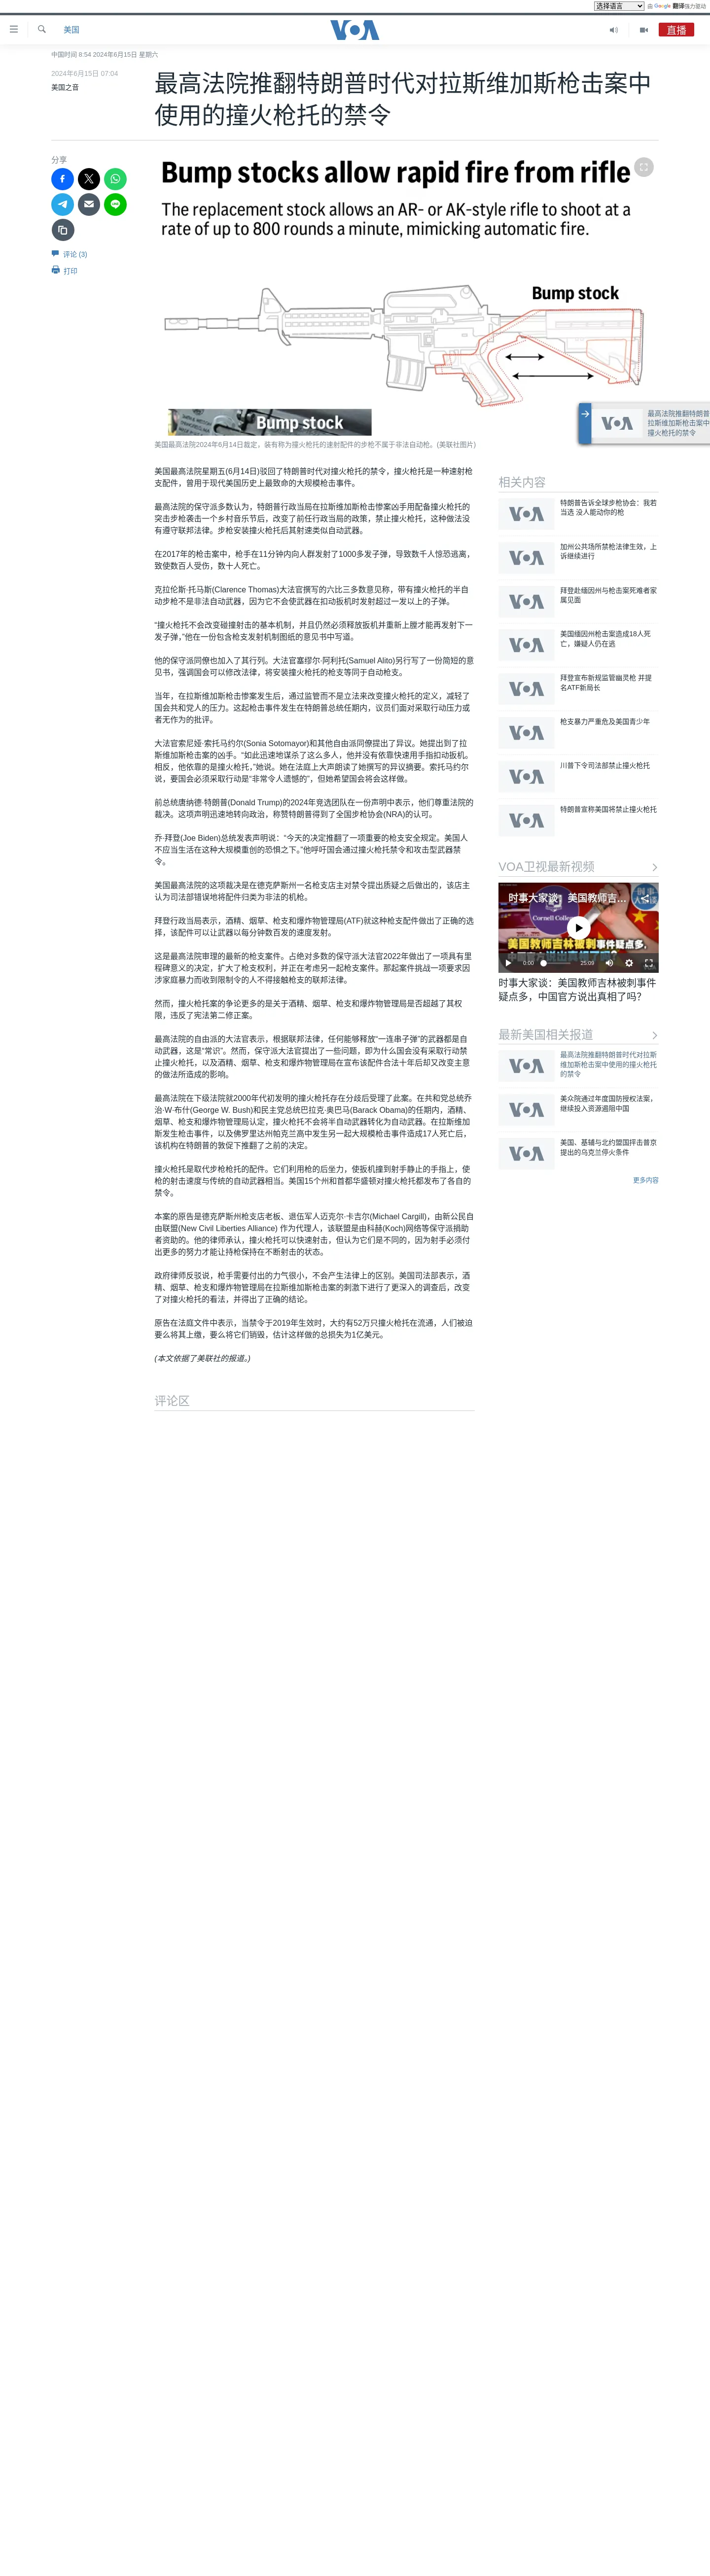 选择语言
由 Google 翻译强力驱动
美国
VOA
直播
中国时间 8:54 2024年6月15日 星期六
2024年6月15日 07:04
美国之音
最高法院推翻特朗普时代对拉斯维加斯枪击案中
使用的撞火枪托的禁令
分享
评论 (3)
打印
Bump stocks allow rapid fire from rifle
The replacement stock allows an AR- or AK-style rifle to shoot at a
rate of up to 800 rounds a minute, mimicking automatic fire.
Bump stock
Bump stock
美国最高法院2024年6月14日裁定，装有称为撞火枪托的速射配件的步枪不属于非法自动枪。(美联社图片)
VOA
最高法院推翻特朗普
拉斯维加斯枪击案中
撞火枪托的禁令
美国最高法院星期五(6月14日)驳回了特朗普时代对撞火枪托的禁令，撞火枪托是一种速射枪
支配件，曾用于现代美国历史上最致命的大规模枪击事件。
最高法院的保守派多数认为，特朗普行政当局在拉斯维加斯枪击惨案凶手用配备撞火枪托的
突击步枪袭击一个乡村音乐节后，改变了前任行政当局的政策，禁止撞火枪托，这种做法没
有遵守联邦法律。步枪安装撞火枪托后其射速类似自动武器。
在2017年的枪击案中，枪手在11分钟内向人群发射了1000多发子弹，导致数千人惊恐逃离，
致使数百人受伤，数十人死亡。
克拉伦斯·托马斯(Clarence Thomas)大法官撰写的六比三多数意见称，带有撞火枪托的半自
动步枪不是非法自动武器，因为它不会使武器在扣动扳机时发射超过一发以上的子弹。
“撞火枪托不会改变碰撞射击的基本机制，并且仍然必须释放扳机并重新上膛才能再发射下一
发子弹，”他在一份包含枪支发射机制图纸的意见书中写道。
他的保守派同僚也加入了其行列。大法官塞缪尔·阿利托(Samuel Alito)另行写了一份简短的意
见书，强调国会可以修改法律，将安装撞火枪托的枪支等同于自动枪支。
当年，在拉斯维加斯枪击惨案发生后，通过监管而不是立法来改变撞火枪托的定义，减轻了
国会共和党人的压力。这起枪击事件发生在特朗普总统任期内，议员们面对采取行动压力或
者无作为的批评。
大法官索尼娅·索托马约尔(Sonia Sotomayor)和其他自由派同僚提出了异议。她提出到了拉
斯维加斯枪击案的凶手。“如此迅速地谋杀了这么多人，他并没有依靠快速用手指扣动扳机。
相反，他依靠的是撞火枪托，”她说。她在法庭上大声朗读了她撰写的异议摘要。索托马约尔
说，要国会必须采取行动是“非常令人遗憾的”，但她希望国会将会这样做。
前总统唐纳德·特朗普(Donald Trump)的2024年竞选团队在一份声明中表示，他们尊重法院的
裁决。这项声明迅速地转向政治，称赞特朗普得到了全国步枪协会(NRA)的认可。
乔·拜登(Joe Biden)总统发表声明说：“今天的决定推翻了一项重要的枪支安全规定。美国人
不应当生活在这种大规模重创的恐惧之下。”他呼吁国会通过撞火枪托禁令和攻击型武器禁
令。
美国最高法院的这项裁决是在德克萨斯州一名枪支店主对禁令提出质疑之后做出的，该店主
认为司法部错误地将配件归类为非法的机枪。
拜登行政当局表示，酒精、烟草、枪支和爆炸物管理局(ATF)就这种枪支配件做出了正确的选
择，该配件可以让武器以每分钟数百发的速度发射。
这是最高法院审理的最新的枪支案件。占绝对多数的保守派大法官2022年做出了一项具有里
程碑意义的决定，扩大了枪支权利，并正在考虑另一起枪支案件。那起案件挑战一项要求因
涉家庭暴力而收到限制令的人不得接触枪支的联邦法律。
然而，撞火枪托案的争论更多的是关于酒精、烟草、枪支和爆炸物管理局是否超越了其权
限，违反了宪法第二修正案。
最高法院的自由派的大法官表示，根据联邦法律，任何能够释放“一连串子弹”的武器都是自
动武器，这是“常识”。然而，保守派大法官提出了一些问题，即为什么国会没有采取行动禁
止撞火枪托，以及酒精、烟草、枪支和爆炸物管理局在宣布该配件合法十年后却又改变主意
的做法所造成的影响。
最高法院在下级法院就2000年代初发明的撞火枪托存在分歧后受理了此案。在共和党总统乔
治·W·布什(George W. Bush)和民主党总统巴拉克·奥巴马(Barack Obama)的任期内，酒精、
烟草、枪支和爆炸物管理局认定，撞火枪托不会将半自动武器转化为自动武器。在拉斯维加
斯发生枪击事件，以及佛罗里达州帕克兰高中发生另一起大规模枪击事件造成17人死亡后，
该机构在特朗普的敦促下推翻了之前的决定。
撞火枪托是取代步枪枪托的配件。它们利用枪的后坐力，使扳机撞到射手静止的手指上，使
枪的射击速度与传统的自动武器相当。美国15个州和首都华盛顿对撞火枪托都发布了各自的
禁令。
本案的原告是德克萨斯州枪支店老板、退伍军人迈克尔·卡吉尔(Michael Cargill)，由新公民自
由联盟(New Civil Liberties Alliance) 作为代理人，该联盟是由科赫(Koch)网络等保守派捐助
者资助的。他的律师承认，撞火枪托可以快速射击，但认为它们是不同的，因为射手必须付
出更多的努力才能让持枪保持在不断射击的状态。
政府律师反驳说，枪手需要付出的力气很小，不会产生法律上的区别。美国司法部表示，酒
精、烟草、枪支和爆炸物管理局在拉斯维加斯枪击案的刺激下进行了更深入的调查后，改变
了对撞火枪托的看法，并得出了正确的结论。
原告在法庭文件中表示，当禁令于2019年生效时，大约有52万只撞火枪托在流通，人们被迫
要么将其上缴，要么将它们销毁，估计这样做的总损失为1亿美元。
(本文依据了美联社的报道。)
评论区
相关内容
VOA
特朗普告诉全球步枪协会：我若
当选 没人能动你的枪
VOA
加州公共场所禁枪法律生效，上
诉继续进行
VOA
拜登赴缅因州与枪击案死难者家
属见面
VOA
美国缅因州枪击案造成18人死
亡，嫌疑人仍在逃
VOA
拜登宣布新规监管幽灵枪 并提
名ATF新局长
VOA
枪支暴力严重危及美国青少年
VOA
川普下令司法部禁止撞火枪托
VOA
特朗普宣称美国将禁止撞火枪托
VOA卫视最新视频
时事大家谈：美国教师吉...
Cornell College
美国教师吉林被刺事件疑点多，
0:00
25:09
时事大家谈：美国教师吉林被刺事件
疑点多，中国官方说出真相了吗？
最新美国相关报道
VOA
最高法院推翻特朗普时代对拉斯
维加斯枪击案中使用的撞火枪托
的禁令
VOA
美众院通过年度国防授权法案，
继续投入资源遏阻中国
VOA
美国、基辅与北约盟国抨击普京
提出的乌克兰停火条件
更多内容